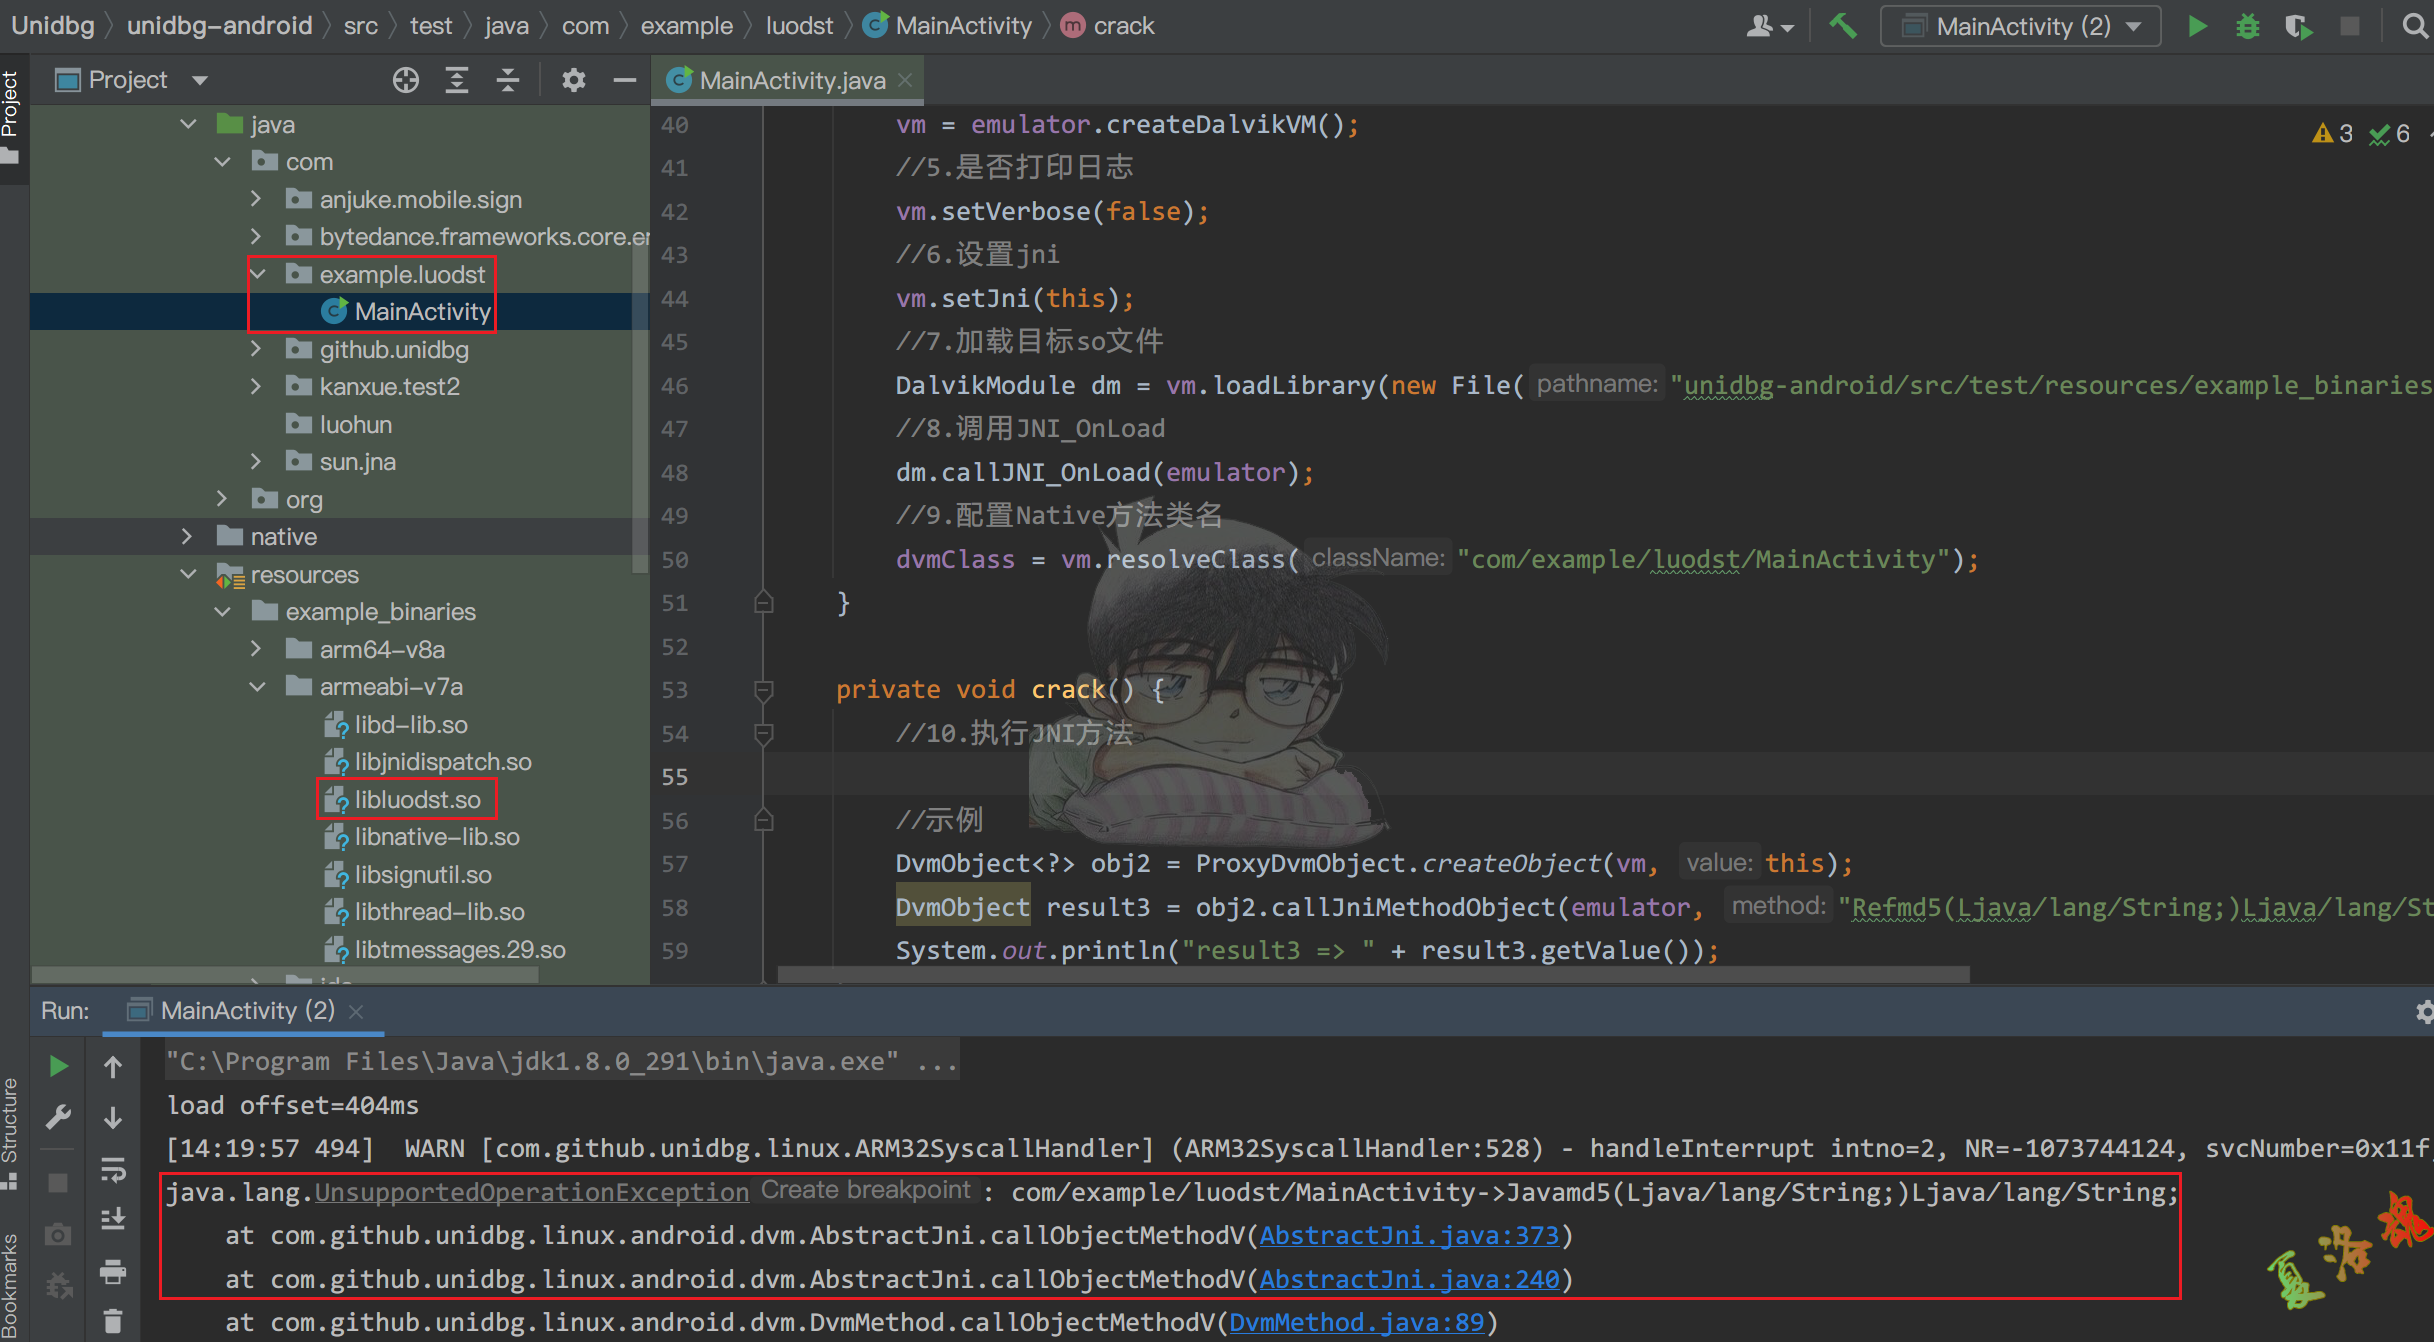 Unidbg 〉 unidbg-android 〉 src 〉 test 〉 java 〉 com 〉 example 〉 luodst 〉 MainActivity 〉 crack
MainActivity (2)
Project
Project
MainActivity.java
java
com
anjuke.mobile.sign
bytedance.frameworks.core.er
example.luodst
MainActivity
github.unidbg
kanxue.test2
luohun
sun.jna
org
native
resources
example_binaries
arm64-v8a
armeabi-v7a
libd-lib.so
libjnidispatch.so
libluodst.so
libnative-lib.so
libsignutil.so
libthread-lib.so
libtmessages.29.so
3 6
40 vm = emulator.createDalvikVM();
41 //5.是否打印日志
42 vm.setVerbose(false);
43 //6.设置jni
44 vm.setJni(this);
45 //7.加载目标so文件
46 DalvikModule dm = vm.loadLibrary(new File( pathname: "unidbg-android/src/test/resources/example_binaries
47 //8.调用JNI_OnLoad
48 dm.callJNI_OnLoad(emulator);
49 //9.配置Native方法类名
50 dvmClass = vm.resolveClass( className: "com/example/luodst/MainActivity");
51 }
52
53 private void crack() {
54 //10.执行JNI方法
55
56 //示例
57 DvmObject<?> obj2 = ProxyDvmObject.createObject(vm, value: this);
58 DvmObject result3 = obj2.callJniMethodObject(emulator, method: "Refmd5(Ljava/lang/String;)Ljava/lang/St
59 System.out.println("result3 => " + result3.getValue());
Run: MainActivity (2)
Structure
Bookmarks
"C:\Program Files\Java\jdk1.8.0_291\bin\java.exe" ...
load offset=404ms
[14:19:57 494]  WARN [com.github.unidbg.linux.ARM32SyscallHandler] (ARM32SyscallHandler:528) - handleInterrupt intno=2, NR=-1073744124, svcNumber=0x11f,
java.lang.UnsupportedOperationException Create breakpoint : com/example/luodst/MainActivity->Javamd5(Ljava/lang/String;)Ljava/lang/String;
at com.github.unidbg.linux.android.dvm.AbstractJni.callObjectMethodV(AbstractJni.java:373)
at com.github.unidbg.linux.android.dvm.AbstractJni.callObjectMethodV(AbstractJni.java:240)
at com.github.unidbg.linux.android.dvm.DvmMethod.callObjectMethodV(DvmMethod.java:89)